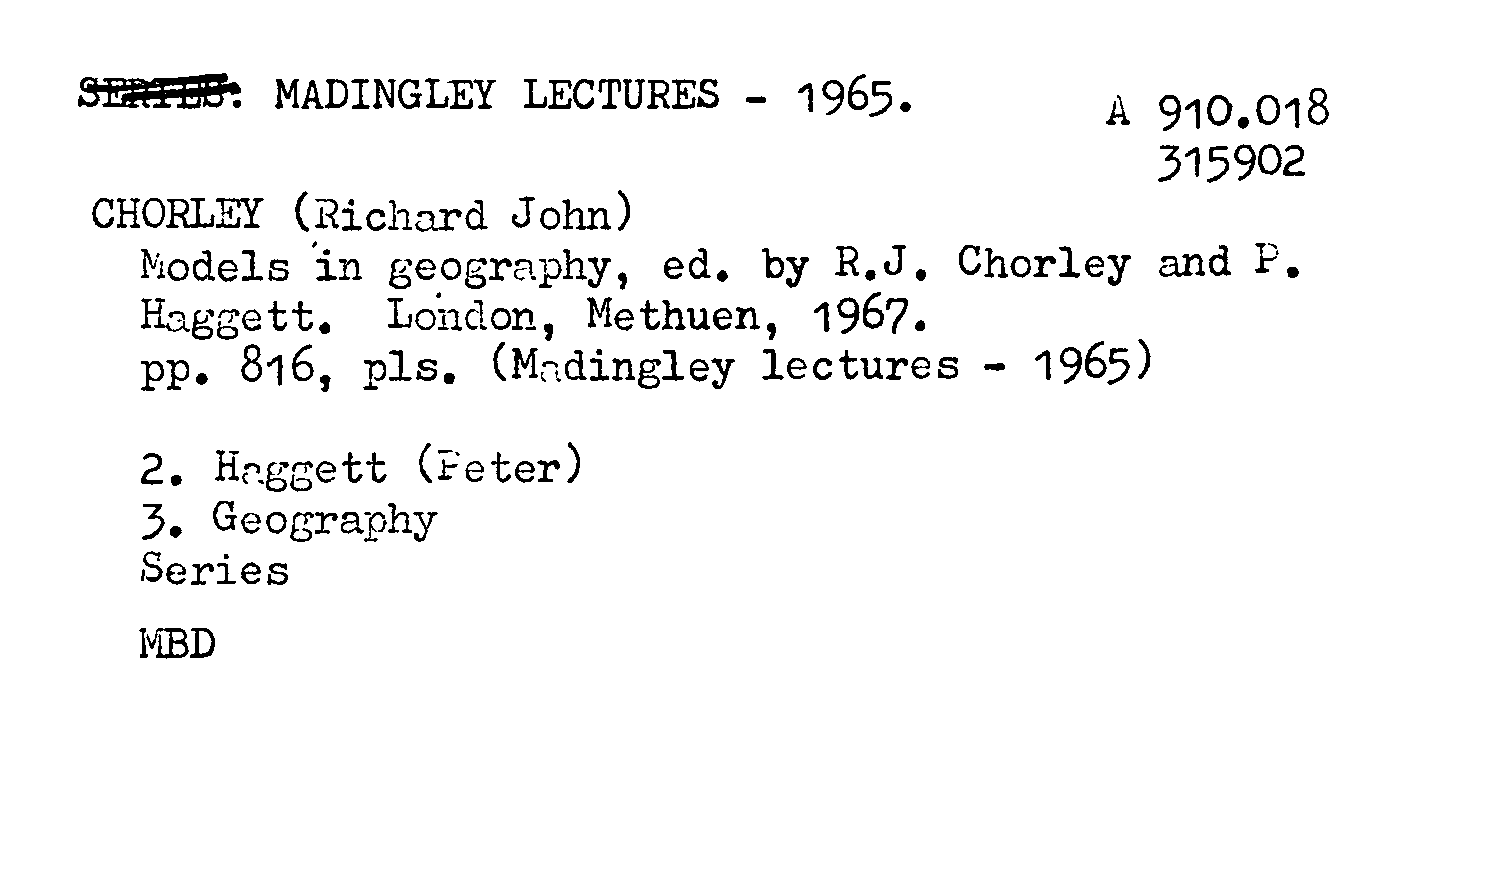 SERIES: MADINGLEY LECTURES - 1965.
A 910.018
315902
CHORLEY (Richard John)
Models in geography, ed. by R.J. Chorley and P.
Haggett. London, Methuen, 1967.
pp. 816, pls. (Madingley lectures - 1965)
2. Haggett (Peter)
3. Geography
Series
MBD